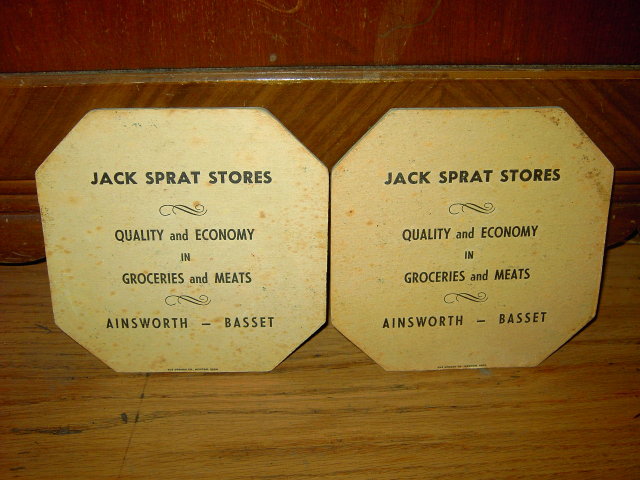 JACK SPRAT STORES
QUALITY and ECONOMY
IN
GROCERIES and MEATS
AINSWORTH – BASSET
JACK SPRAT STORES
QUALITY and ECONOMY
IN
GROCERIES and MEATS
AINSWORTH – BASSET